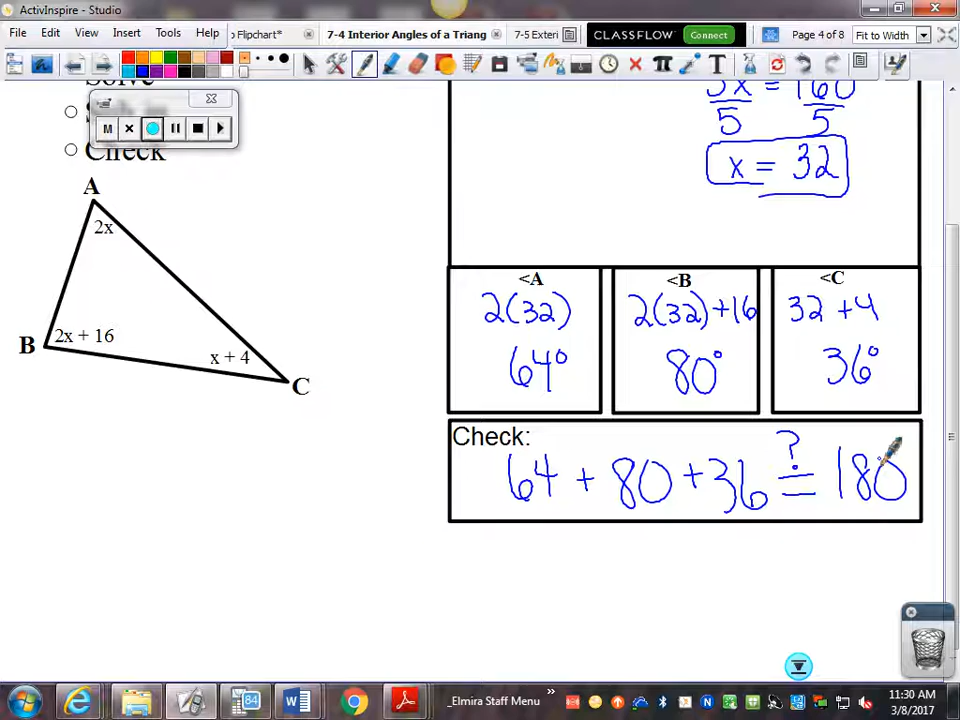 ActivInspire - Studio
File Edit View Insert Tools Help
Flipchart*
7-4 Interior Angles of a Triang
7-5 Exteri
CLASSFLOW Connect
Page 4 of 8
Fit to Width
Solve
Check
M
5x = 160
5 5
x = 32
A
2x
B
2x + 16
x + 4
C
<A <B <C
2(32) 2(32)+16 32 +4
64° 80° 36°
Check:
64 + 80 + 36 ?= 180
84
_Elmira Staff Menu
11:30 AM
3/8/2017